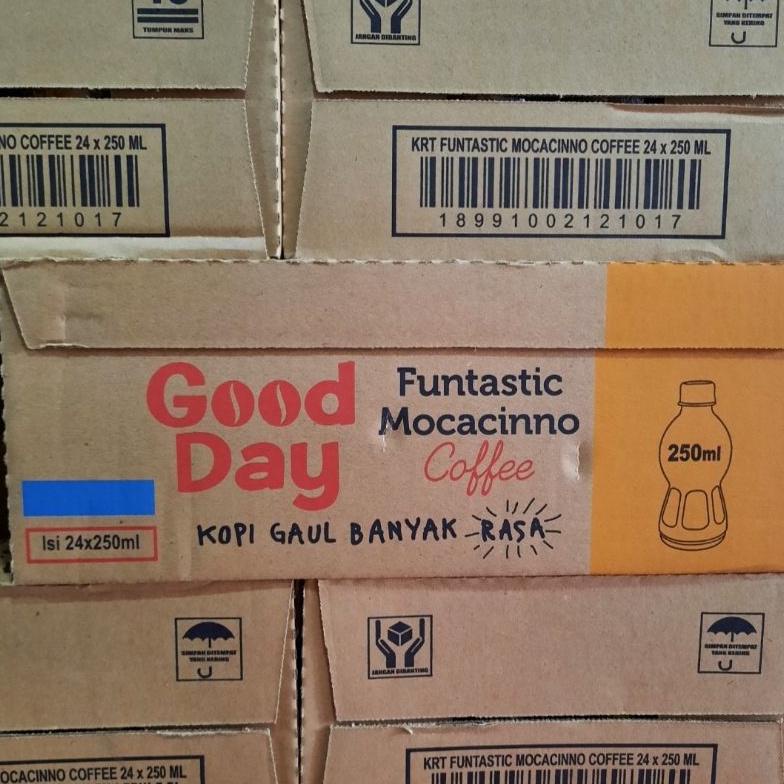 10
TUMPUK MAKS
JANGAN DIBANTING
SIMPAN DITEMPAT
YANG KERING
NO COFFEE 24 x 250 ML
2121017
KRT FUNTASTIC MOCACINNO COFFEE 24 x 250 ML
18991002121017
Good
Day
Funtastic
Mocacinno
Coffee
250ml
Isi 24x250ml
KOPI GAUL BANYAK RASA
SIMPAN DITEMPAT
YANG KERING
JANGAN DIBANTING
SIMPAN DITEMPAT
YANG KERING
OCACINNO COFFEE 24 x 250 ML
KRT FUNTASTIC MOCACINNO COFFEE 24 x 250 ML